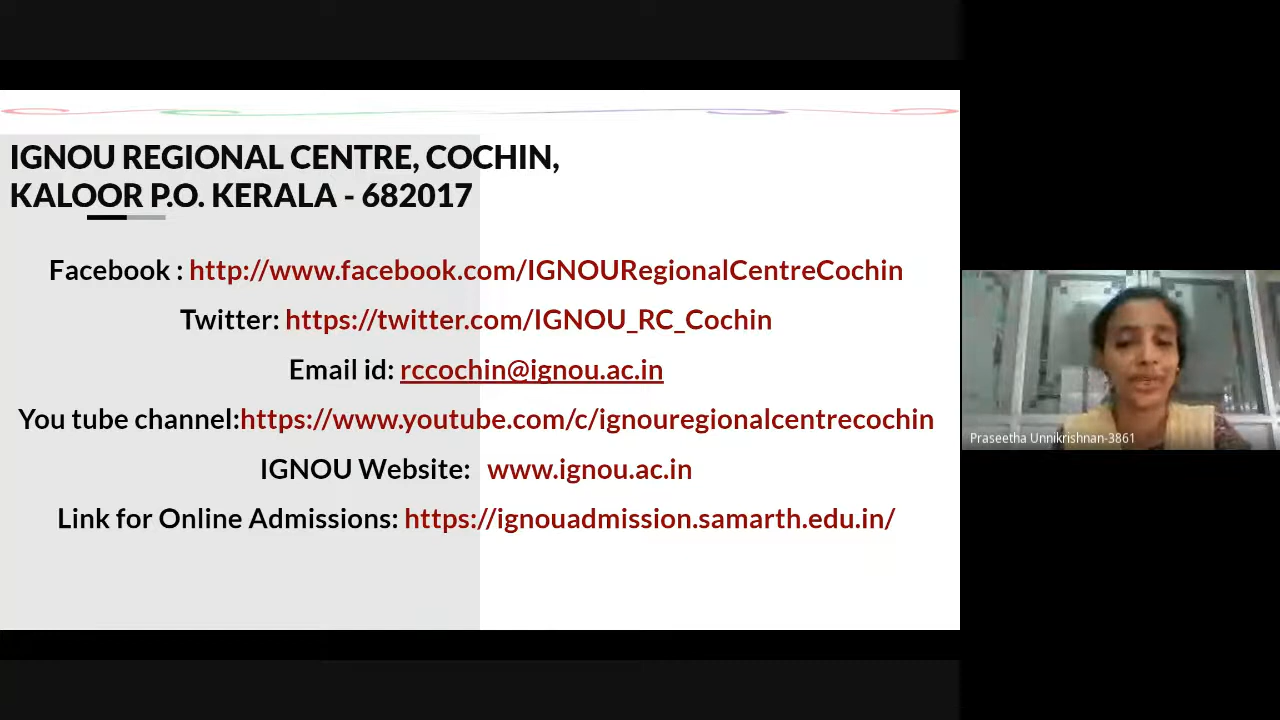 IGNOU REGIONAL CENTRE, COCHIN,
KALOOR P.O. KERALA - 682017
Facebook : http://www.facebook.com/IGNOURegionalCentreCochin
Twitter: https://twitter.com/IGNOU_RC_Cochin
Email id: rccochin@ignou.ac.in
You tube channel:https://www.youtube.com/c/ignouregionalcentrecochin
IGNOU Website: www.ignou.ac.in
Link for Online Admissions: https://ignouadmission.samarth.edu.in/
Praseetha Unnikrishnan-3861